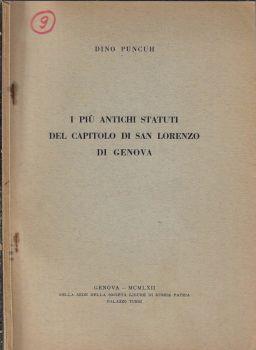 9
DINO PUNCUH
I PIÙ ANTICHI STATUTI
DEL CAPITOLO DI SAN LORENZO
DI GENOVA
GENOVA — MCMLXII
NELLA SEDE DELLA SOCIETÀ LIGURE DI STORIA PATRIA
PALAZZO TURSI